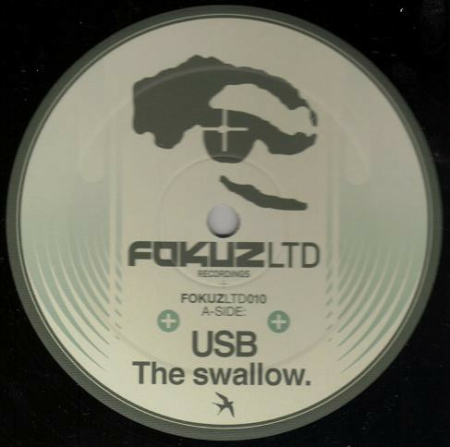 FOKUZLTD
RECORDINGS
FOKUZLTD010
A-SIDE:
USB
The swallow.